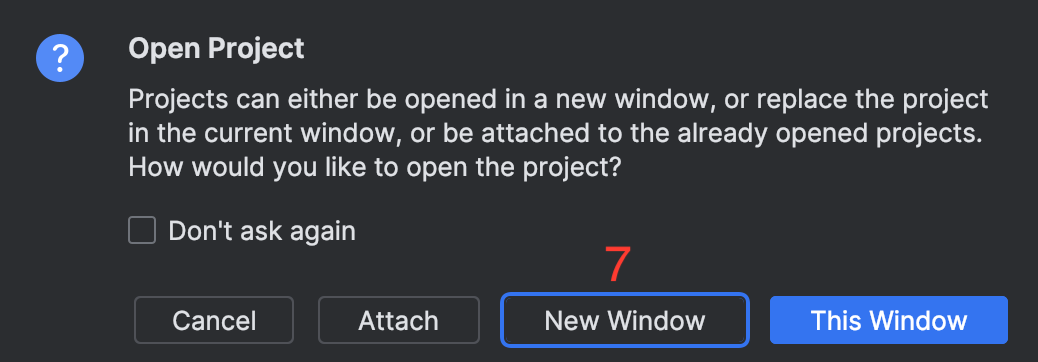 ?
Open Project
Projects can either be opened in a new window, or replace the project
in the current window, or be attached to the already opened projects.
How would you like to open the project?
Don't ask again
7
Cancel Attach New Window This Window